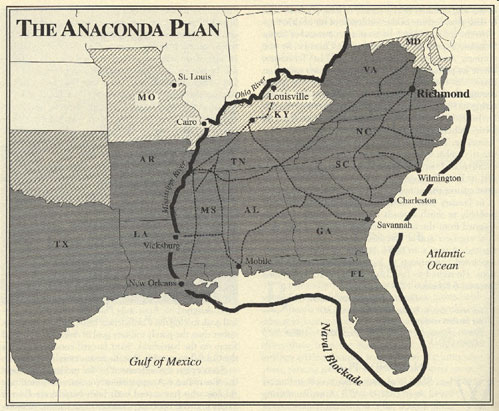 THE ANACONDA PLAN
MD
St. Louis
Ohio River
VA
MO
Louisville
Richmond
Cairo
KY
NC
AR
TN
Mississippi River
SC
Wilmington
MS
AL
Charleston
GA
Savannah
TX
LA
Vicksburg
Atlantic
Ocean
Mobile
FL
New Orleans
Naval Blockade
Gulf of Mexico